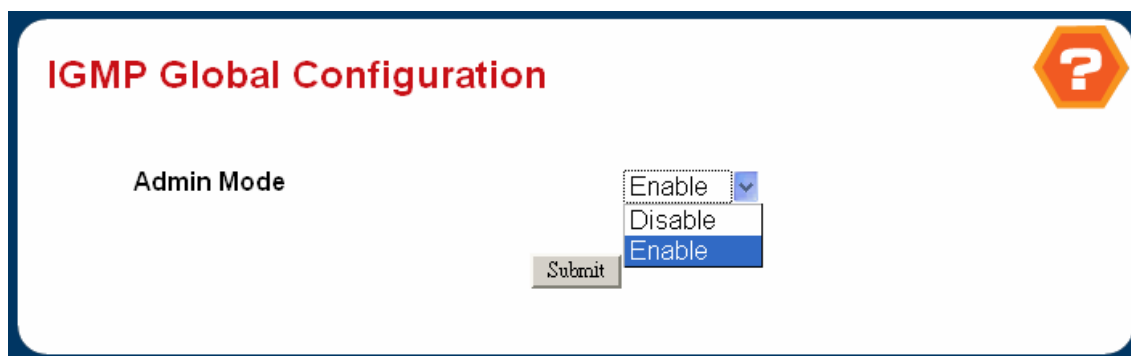 IGMP Global Configuration
?
Admin Mode
Enable
Disable
Enable
Submit